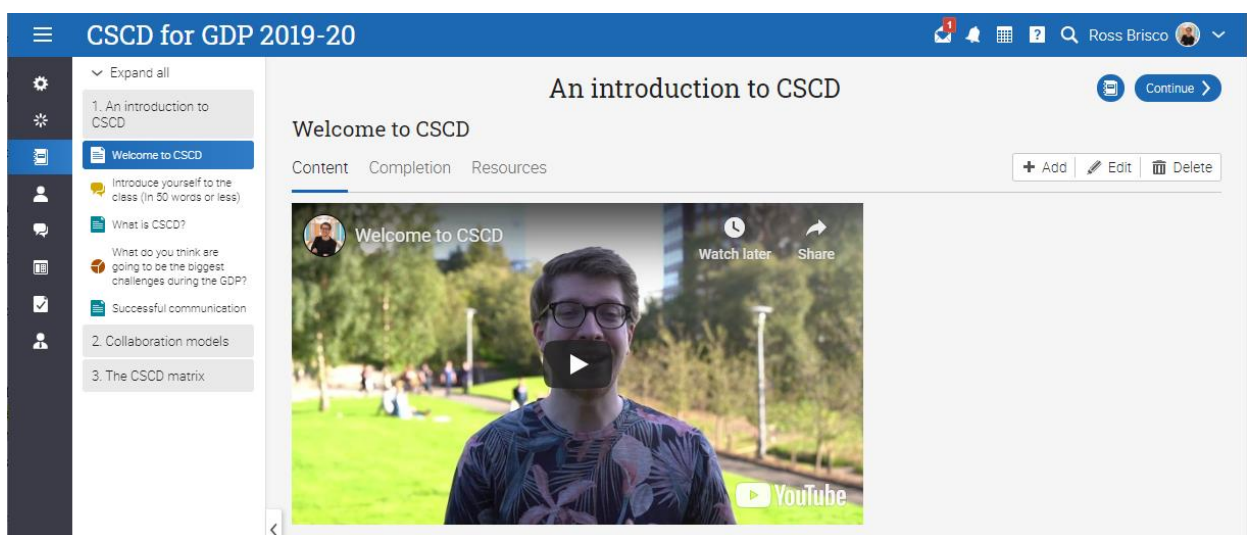 CSCD for GDP 2019-20
1
?
Ross Brisco
Expand all
1. An introduction to
CSCD
Welcome to CSCD
Introduce yourself to the
class (In 50 words or less)
What is CSCD?
What do you think are
going to be the biggest
challenges during the GDP?
Successful communication
2. Collaboration models
3. The CSCD matrix
An introduction to CSCD
Continue
Welcome to CSCD
Content Completion Resources
Add Edit Delete
Welcome to CSCD
Watch later Share
YouTube